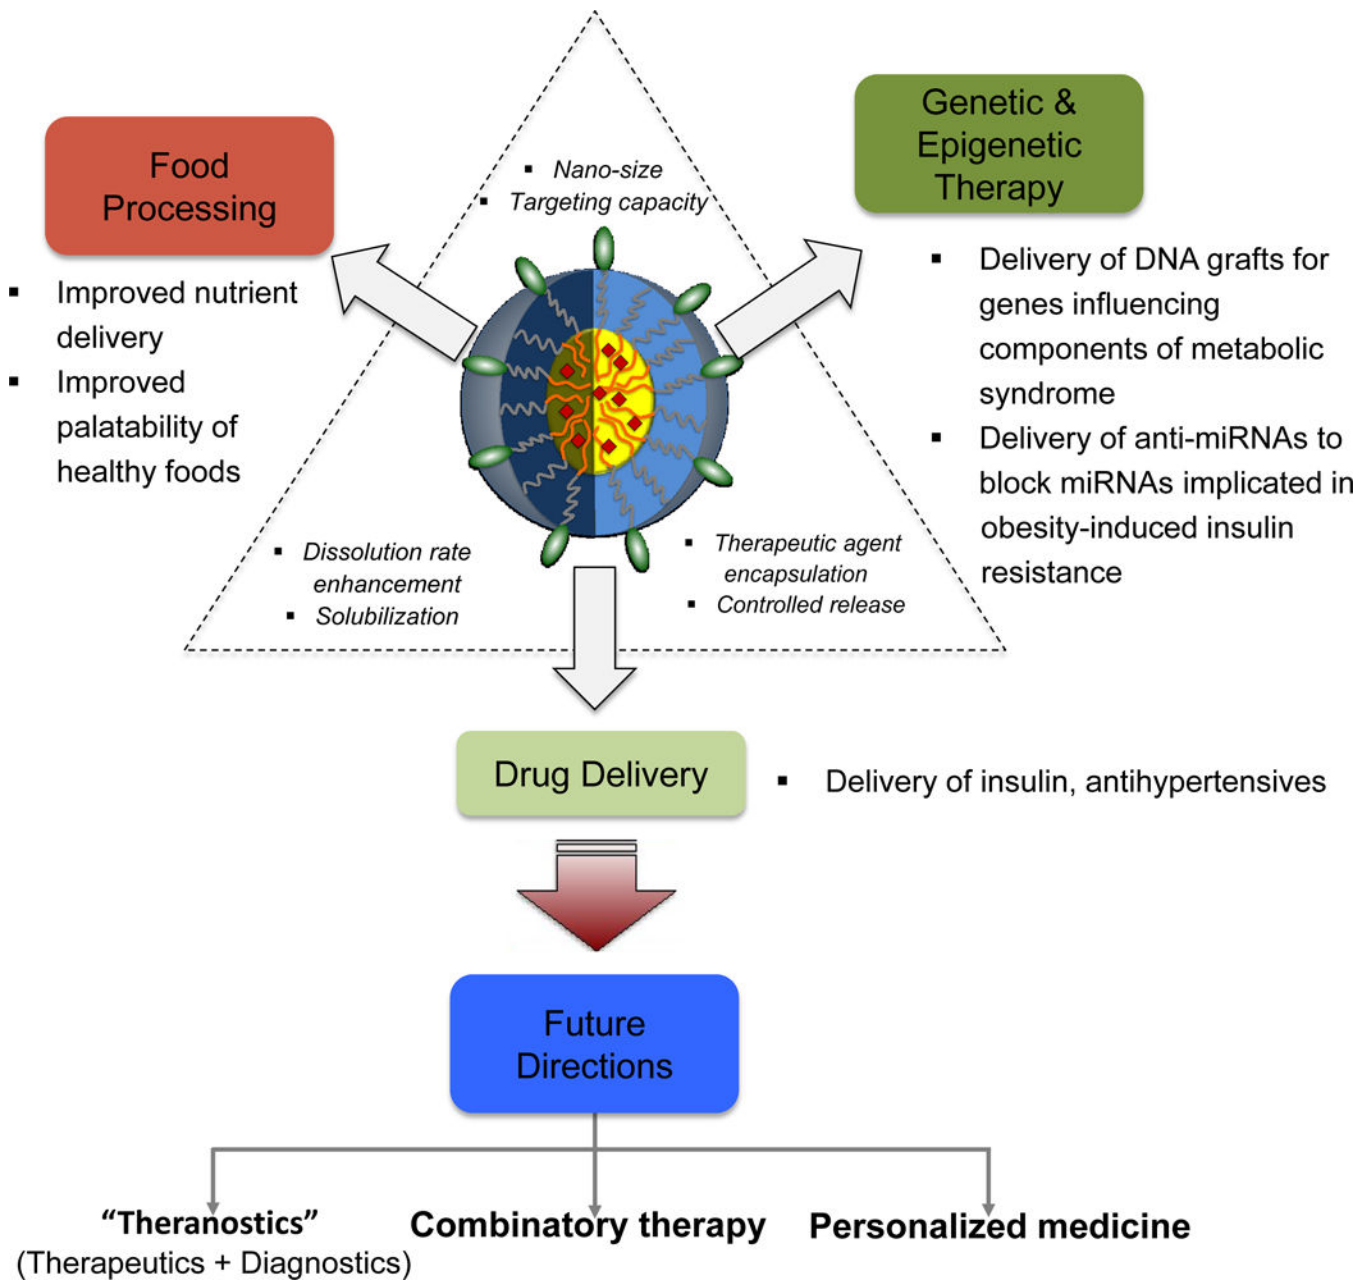 Food
Processing
▪ Improved nutrient
delivery
▪ Improved
palatability of
healthy foods
▪ Nano-size
▪ Targeting capacity
▪ Dissolution rate
enhancement
▪ Solubilization
▪ Therapeutic agent
encapsulation
▪ Controlled release
Genetic &
Epigenetic
Therapy
▪ Delivery of DNA grafts for
genes influencing
components of metabolic
syndrome
▪ Delivery of anti-miRNAs to
block miRNAs implicated in
obesity-induced insulin
resistance
Drug Delivery
▪ Delivery of insulin, antihypertensives
Future
Directions
“Theranostics”
(Therapeutics + Diagnostics)
Combinatory therapy
Personalized medicine